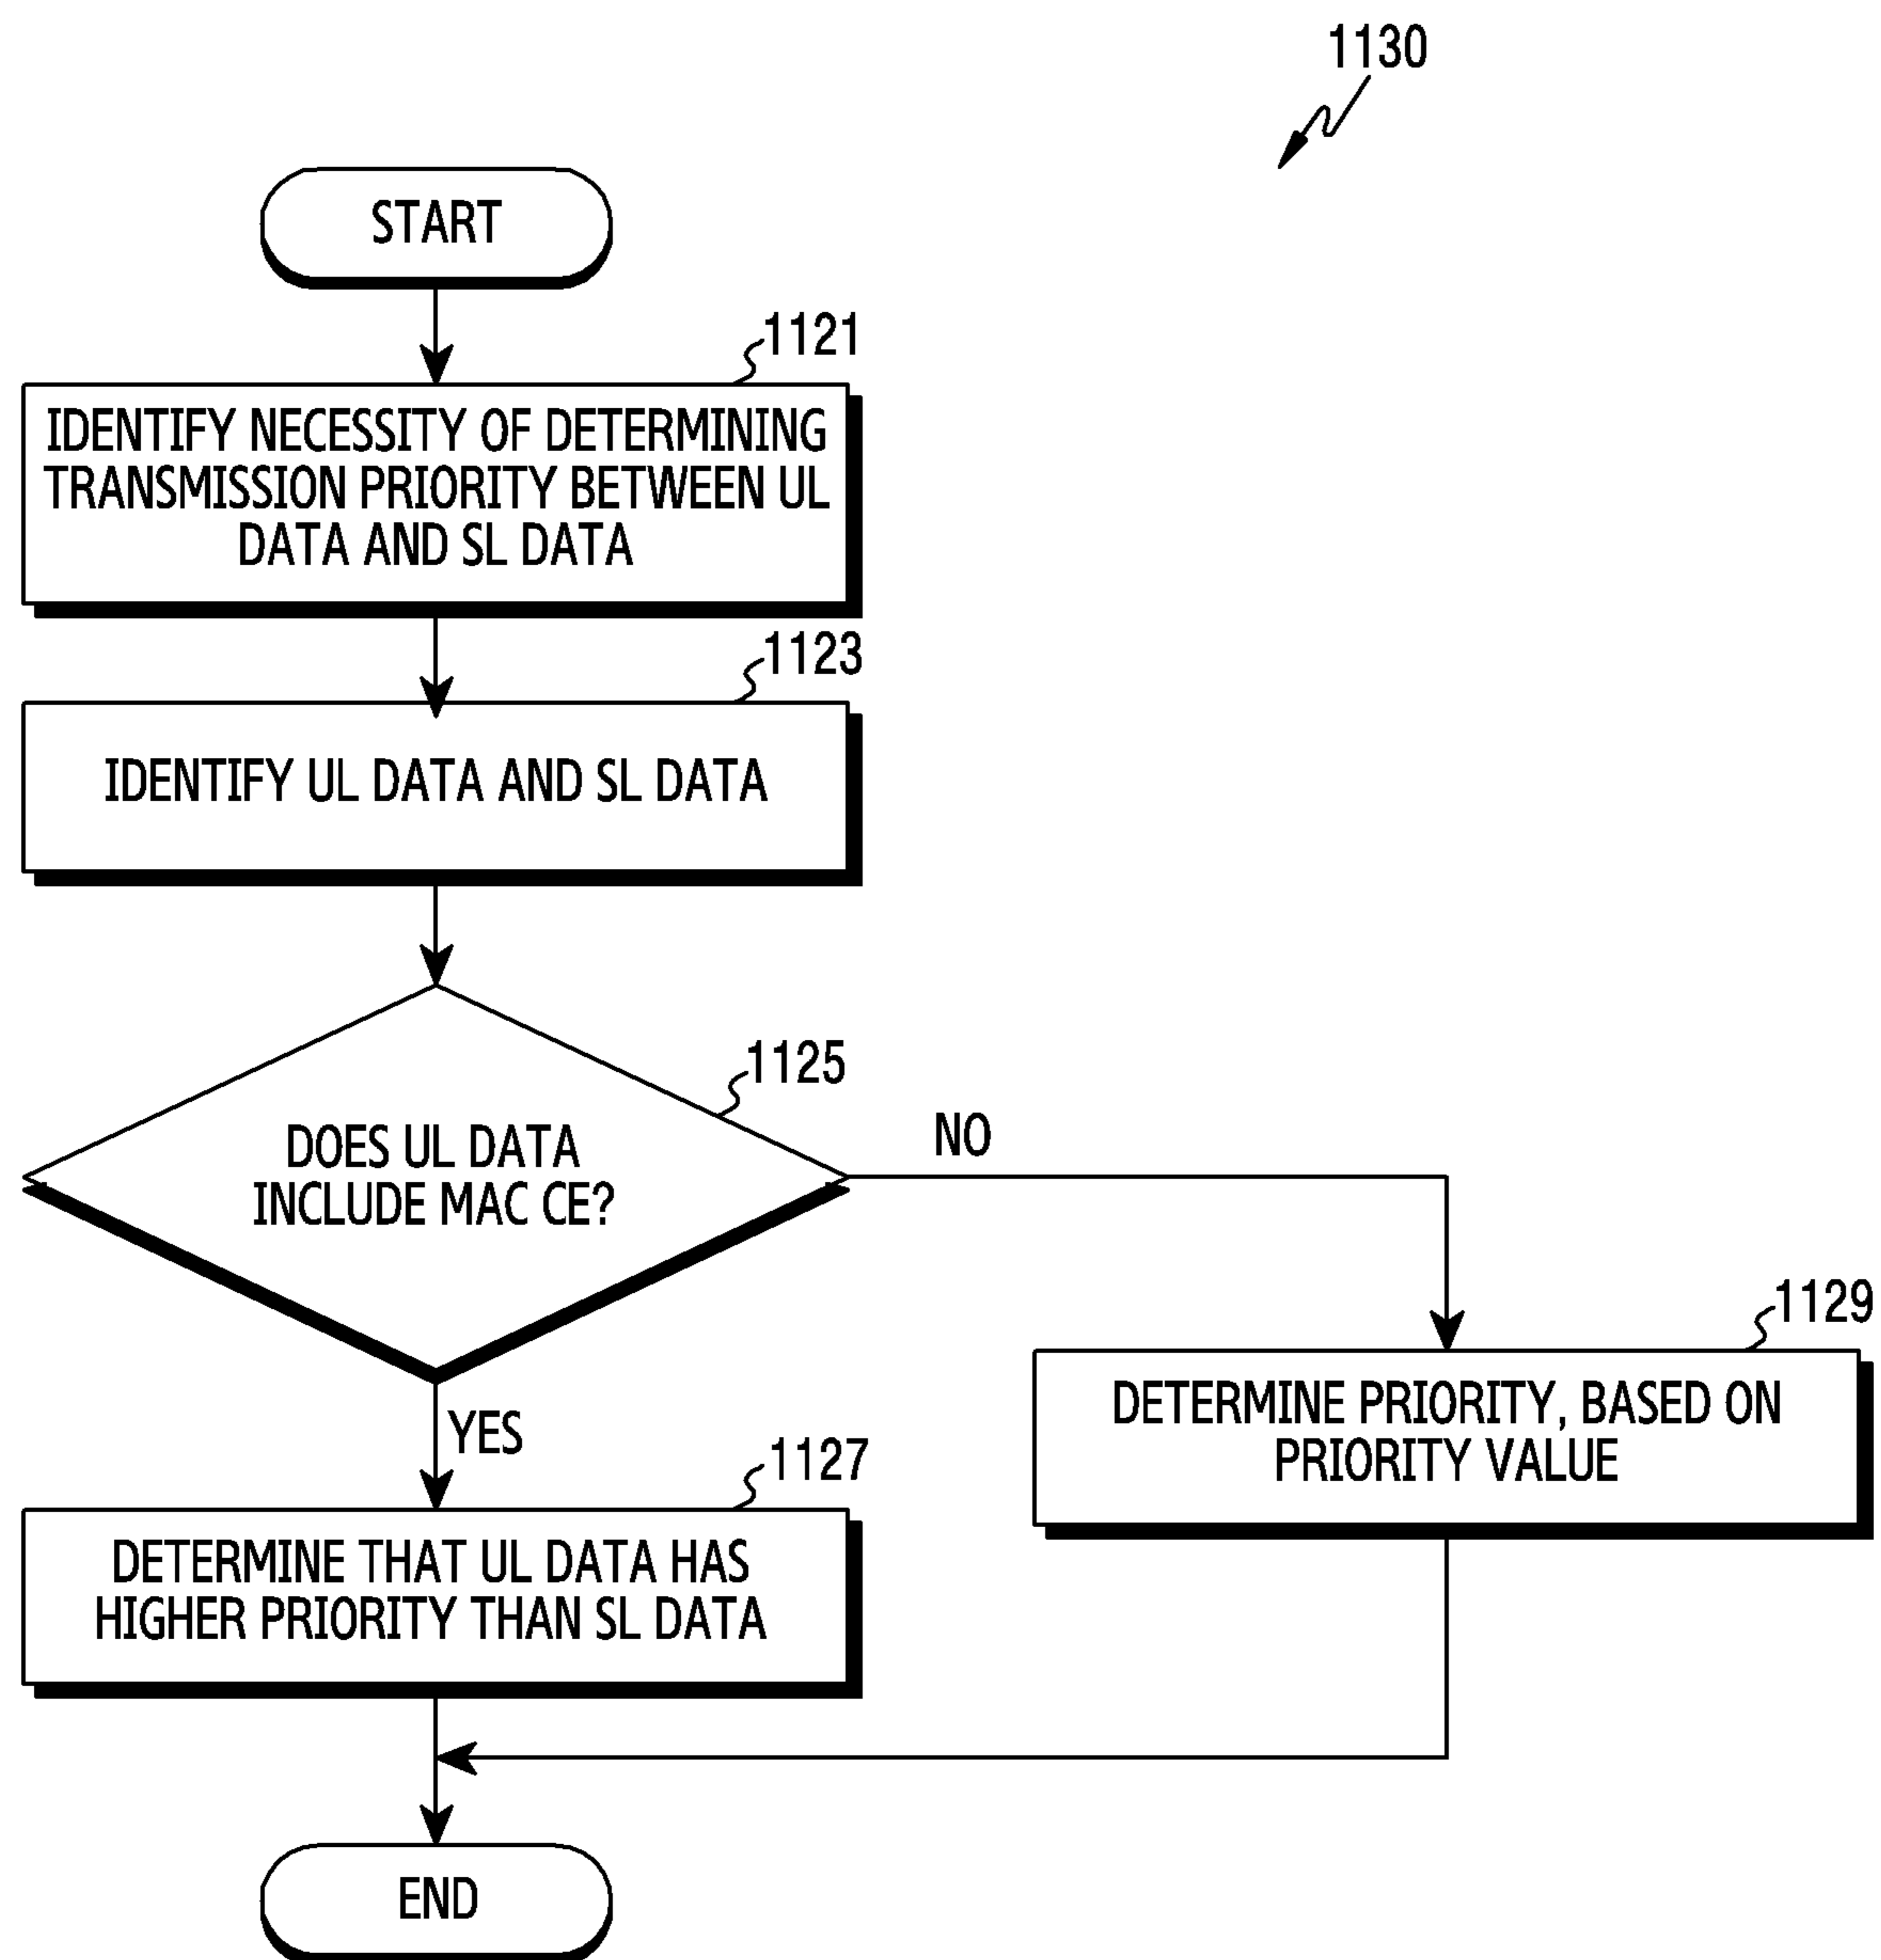 1130
START
1121
IDENTIFY NECESSITY OF DETERMINING
TRANSMISSION PRIORITY BETWEEN UL
DATA AND SL DATA
1123
IDENTIFY UL DATA AND SL DATA
1125
DOES UL DATA
INCLUDE MAC CE?
NO
YES
1129
DETERMINE PRIORITY, BASED ON
PRIORITY VALUE
1127
DETERMINE THAT UL DATA HAS
HIGHER PRIORITY THAN SL DATA
END